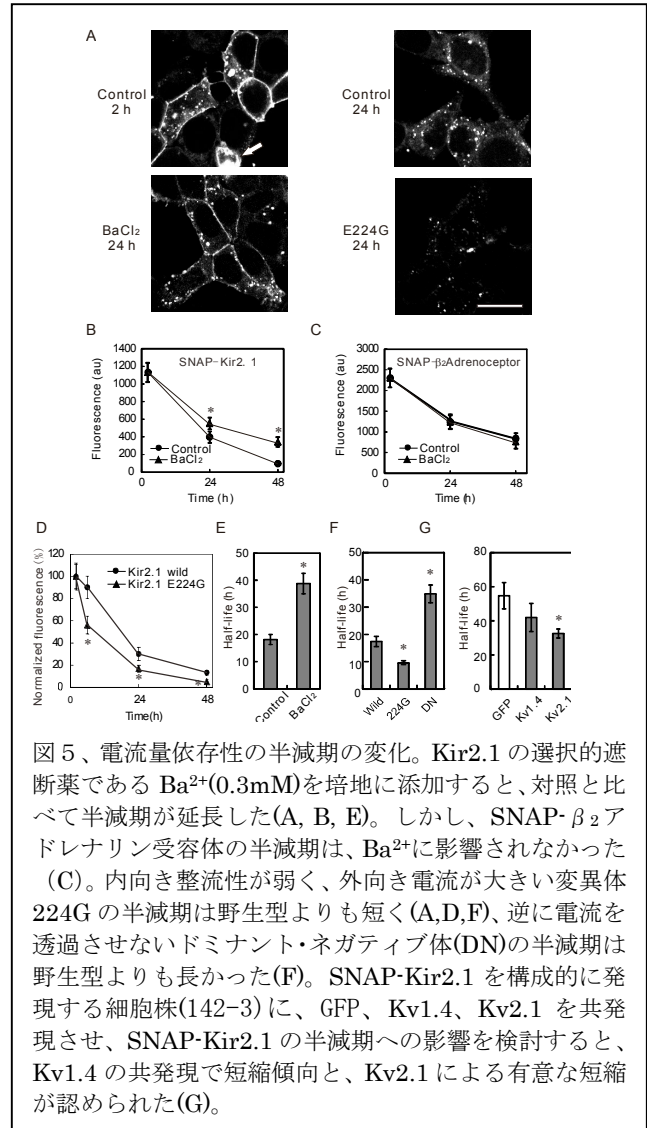 A
Control
2 h
Control
24 h
BaCl₂
24 h
E224G
24 h
B
SNAP-Kir2. 1
Fluorescence (au)
1400
1200
1000
800
600
400
200
0
*
*
Control
BaCl₂
0
24
48
Time (h)
C
SNAP-β₂Adrenoceptor
Fluorescence (au)
3000
2500
2000
1500
1000
500
0
Control
BaCl₂
0
24
48
Time (h)
D
Normalized fluorescence (%)
120
100
80
60
40
20
0
Kir2.1 wild
Kir2.1 E224G
*
*
*
0
24
48
Time(h)
E
Half-life (h)
50
40
30
20
10
0
*
Control
BaCl₂
F
Half-life (h)
50
40
30
20
10
0
*
*
Wild
224G
DN
G
Half-life (h)
80
60
40
20
0
*
GFP
Kv1.4
Kv2.1
図５、電流量依存性の半減期の変化。Kir2.1 の選択的遮
断薬である Ba²⁺(0.3mM)を培地に添加すると、対照と比
べて半減期が延長した(A, B, E)。しかし、SNAP-β₂ア
ドレナリン受容体の半減期は、Ba²⁺に影響されなかった
（C）。内向き整流性が弱く、外向き電流が大きい変異体
224G の半減期は野生型よりも短く(A,D,F)、逆に電流を
透過させないドミナント・ネガティブ体(DN)の半減期は
野生型よりも長かった(F)。SNAP-Kir2.1 を構成的に発
現する細胞株(142-3)に、GFP、Kv1.4、Kv2.1 を共発
現させ、SNAP-Kir2.1 の半減期への影響を検討すると、
Kv1.4 の共発現で短縮傾向と、Kv2.1 による有意な短縮
が認められた(G)。